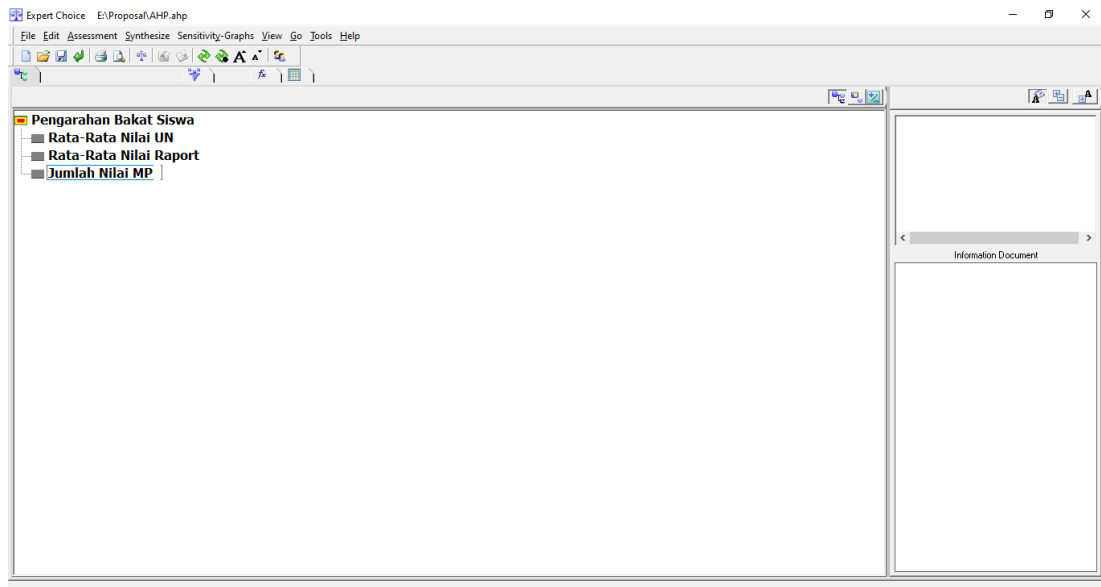 Expert Choice E:\Proposal\AHP.ahp
File Edit Assessment Synthesize Sensitivity-Graphs View Go Tools Help
Pengarahan Bakat Siswa
Rata-Rata Nilai UN
Rata-Rata Nilai Raport
Jumlah Nilai MP
Information Document